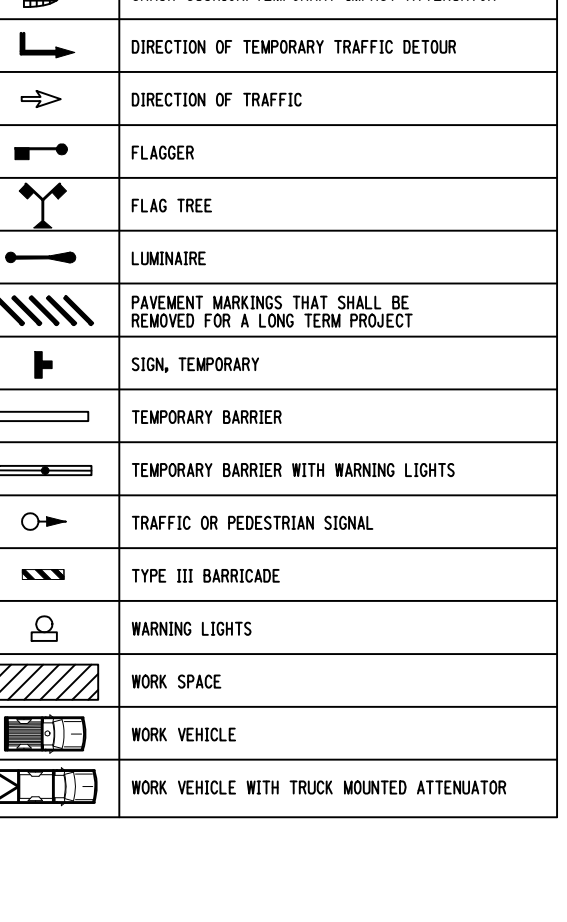 DIRECTION OF TEMPORARY TRAFFIC DETOUR
DIRECTION OF TRAFFIC
FLAGGER
FLAG TREE
LUMINAIRE
PAVEMENT MARKINGS THAT SHALL BE
REMOVED FOR A LONG TERM PROJECT
SIGN, TEMPORARY
TEMPORARY BARRIER
TEMPORARY BARRIER WITH WARNING LIGHTS
TRAFFIC OR PEDESTRIAN SIGNAL
TYPE III BARRICADE
WARNING LIGHTS
WORK SPACE
WORK VEHICLE
WORK VEHICLE WITH TRUCK MOUNTED ATTENUATOR